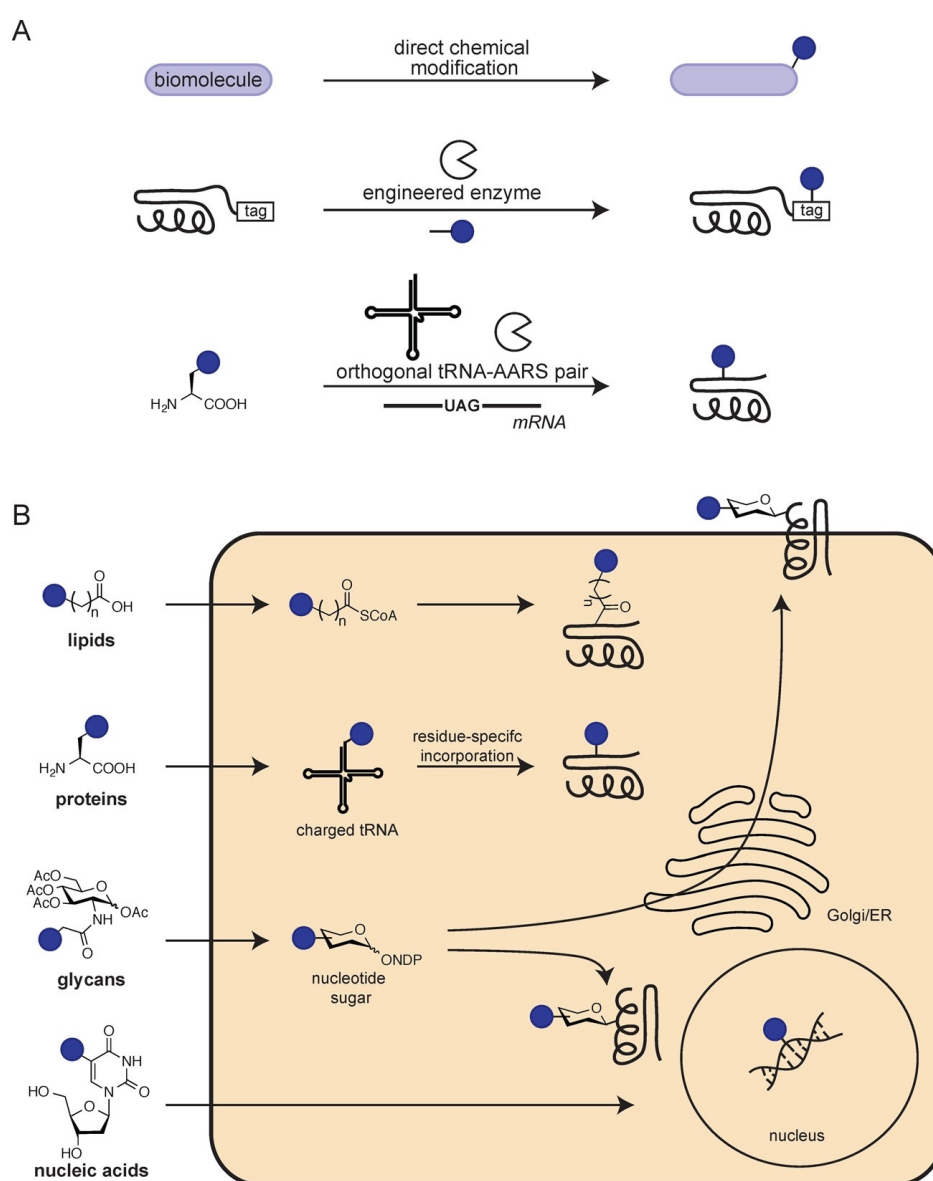 A
direct chemical
modification
biomolecule
engineered enzyme
tag
tag
orthogonal tRNA-AARS pair
H₂N
COOH
UAG
mRNA
B
O
OH
n
lipids
O
SCoA
n
n
O
O
H₂N
COOH
proteins
charged tRNA
residue-specifc
incorporation
AcO
AcO
AcO
O
OAc
NH
O
glycans
O
ONDP
nucleotide
sugar
Golgi/ER
O
O
NH
N
O
HO
O
HO
nucleic acids
nucleus